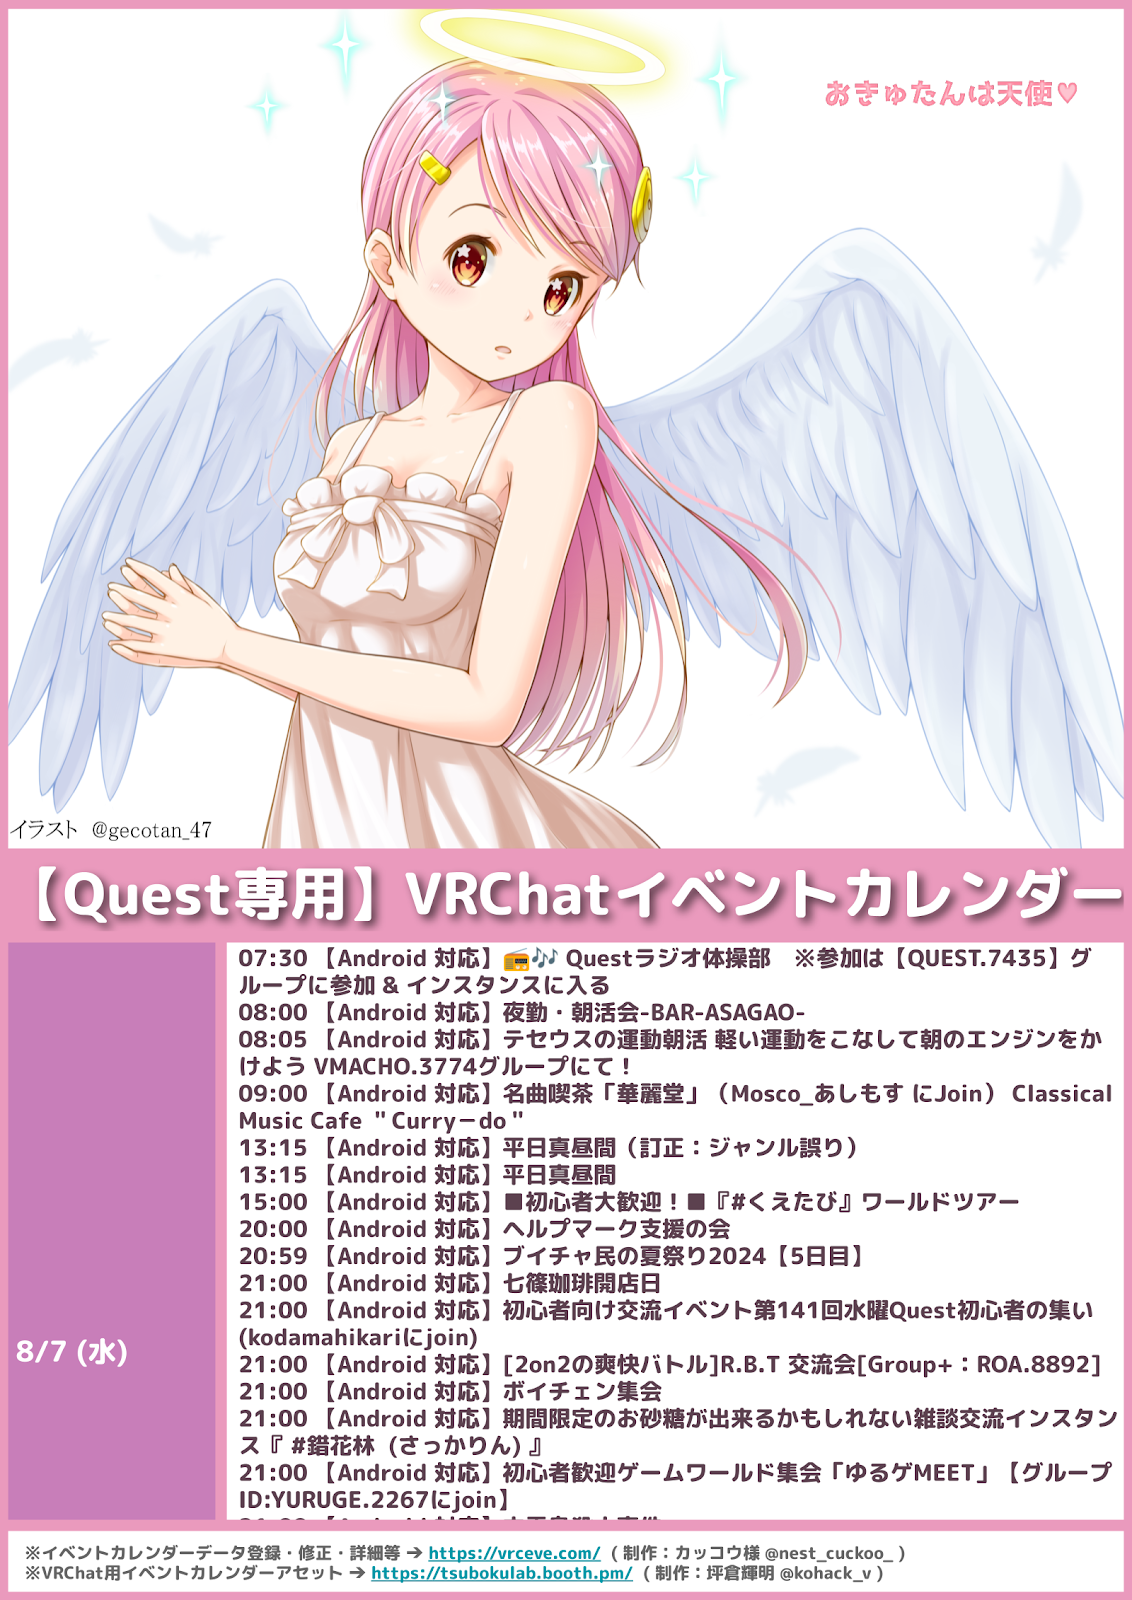 おきゅたんは天使♥
イラスト @gecotan_47
【Quest専用】VRChatイベントカレンダー
8/7 (水)
07:30 【Android 対応】📻🎶 Questラジオ体操部　※参加は【QUEST.7435】グ
ループに参加 & インスタンスに入る
08:00 【Android 対応】夜勤・朝活会-BAR-ASAGAO-
08:05 【Android 対応】テセウスの運動朝活 軽い運動をこなして朝のエンジンをか
けよう VMACHO.3774グループにて！
09:00 【Android 対応】名曲喫茶「華麗堂」（Mosco_あしもす にJoin） Classical
Music Cafe ＂Curry－do＂
13:15 【Android 対応】平日真昼間（訂正：ジャンル誤り）
13:15 【Android 対応】平日真昼間
15:00 【Android 対応】■初心者大歓迎！■『#くえたび』ワールドツアー
20:00 【Android 対応】ヘルプマーク支援の会
20:59 【Android 対応】ブイチャ民の夏祭り2024【5日目】
21:00 【Android 対応】七篠珈琲開店日
21:00 【Android 対応】初心者向け交流イベント第141回水曜Quest初心者の集い
(kodamahikariにjoin)
21:00 【Android 対応】[2on2の爽快バトル]R.B.T 交流会[Group+：ROA.8892]
21:00 【Android 対応】ボイチェン集会
21:00 【Android 対応】期間限定のお砂糖が出来るかもしれない雑談交流インスタン
ス『 #錯花林 (さっかりん) 』
21:00 【Android 対応】初心者歓迎ゲームワールド集会「ゆるゲMEET」【グループ
ID:YURUGE.2267にjoin】
※イベントカレンダーデータ登録・修正・詳細等 ➔ https://vrceve.com/ ( 制作：カッコウ様 @nest_cuckoo_ )
※VRChat用イベントカレンダーアセット ➔ https://tsubokulab.booth.pm/ ( 制作：坪倉輝明 @kohack_v )